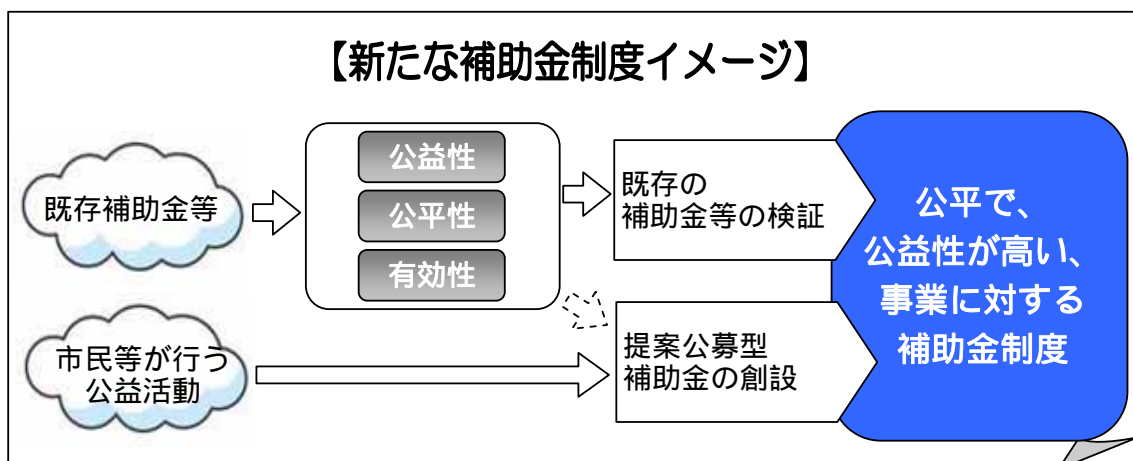 【新たな補助金制度イメージ】
既存補助金等
公益性
公平性
有効性
既存の
補助金等の検証
市民等が行う
公益活動
提案公募型
補助金の創設
公平で、
公益性が高い、
事業に対する
補助金制度